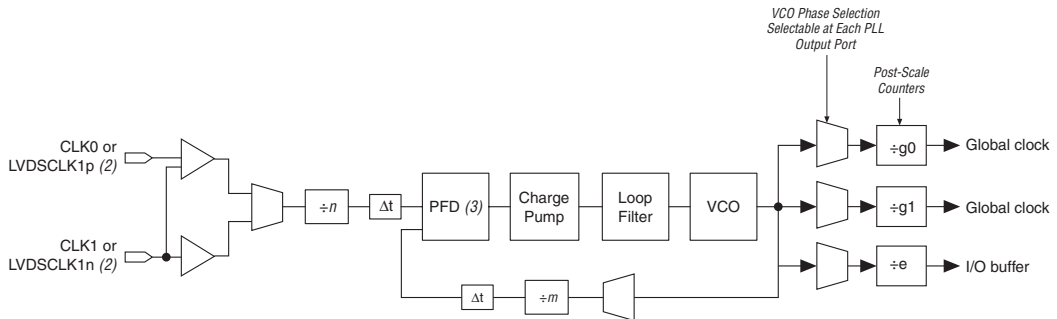 VCO Phase Selection
Selectable at Each PLL
Output Port
Post-Scale
Counters
CLK0 or
LVDSCLK1p (2)
÷g0
Global clock
÷n
Δt
PFD (3)
Charge
Pump
Loop
Filter
VCO
÷g1
Global clock
CLK1 or
LVDSCLK1n (2)
÷e
I/O buffer
Δt
÷m